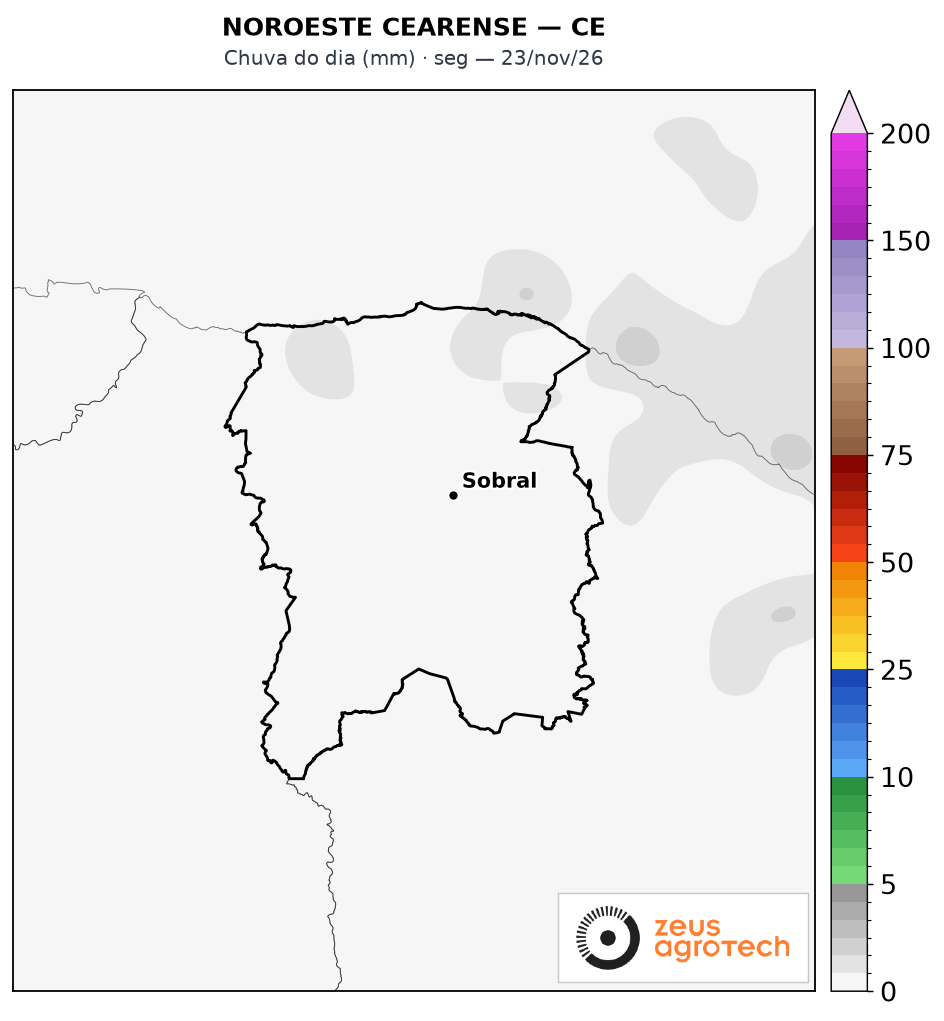 NOROESTE CEARENSE — CE
Chuva do dia (mm) · seg — 23/nov/26
200
150
100
75
50
25
10
5
0
Sobral
zeus
agrotech